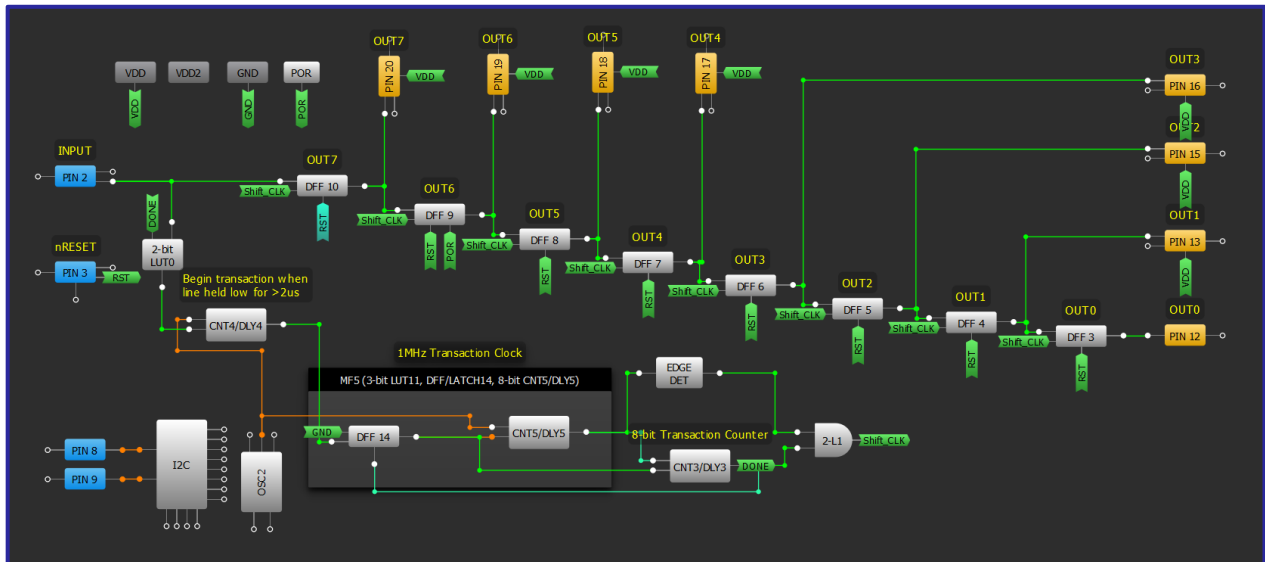 OUT7
OUT6
OUT5
OUT4
OUT3
VDD
VDD2
GND
POR
PIN 20
VDD
PIN 19
VDD
PIN 18
VDD
PIN 17
VDD
PIN 16
VDD
GND
POR
VDD
OUT2
INPUT
PIN 2
OUT7
DFF 10
Shift_CLK
RST
PIN 15
VDD
DONE
OUT6
DFF 9
Shift_CLK
RST
POR
OUT5
DFF 8
Shift_CLK
RST
OUT4
DFF 7
Shift_CLK
RST
OUT3
DFF 6
Shift_CLK
RST
OUT1
PIN 13
VDD
nRESET
PIN 3
RST
2-bit
LUT0
OUT2
DFF 5
Shift_CLK
RST
OUT1
DFF 4
Shift_CLK
RST
OUT0
DFF 3
Shift_CLK
RST
OUT0
PIN 12
Begin transaction when
line held low for >2us
CNT4/DLY4
1MHz Transaction Clock
MF5 (3-bit LUT11, DFF/LATCH14, 8-bit CNT5/DLY5)
EDGE
DET
GND
DFF 14
CNT5/DLY5
8-bit Transaction Counter
CNT3/DLY3
DONE
2-L1
Shift_CLK
PIN 8
PIN 9
I2C
OSC2